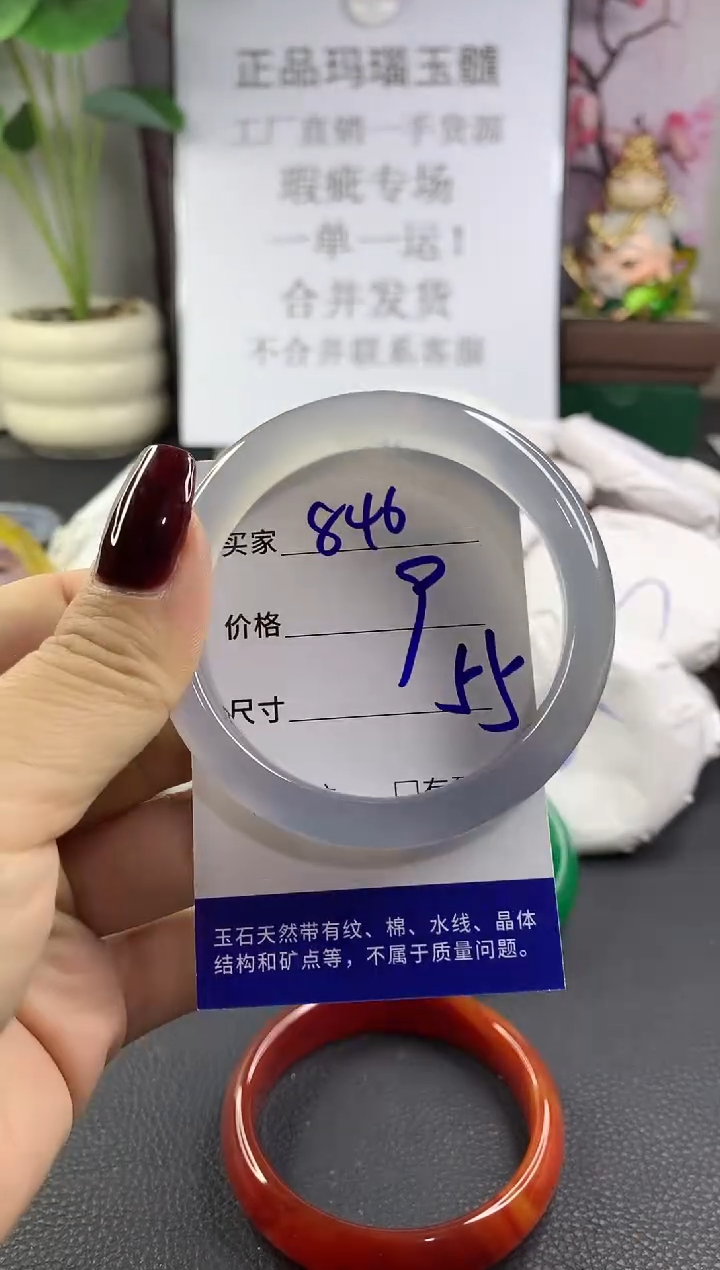 正品玛瑙玉髓
工厂直销一手货源
瑕疵专场
一单一运！
合并发货
不合并联系客服
买家 846
价格 9
尺寸 55
玉石天然带有纹、棉、水线、晶体
结构和矿点等，不属于质量问题。